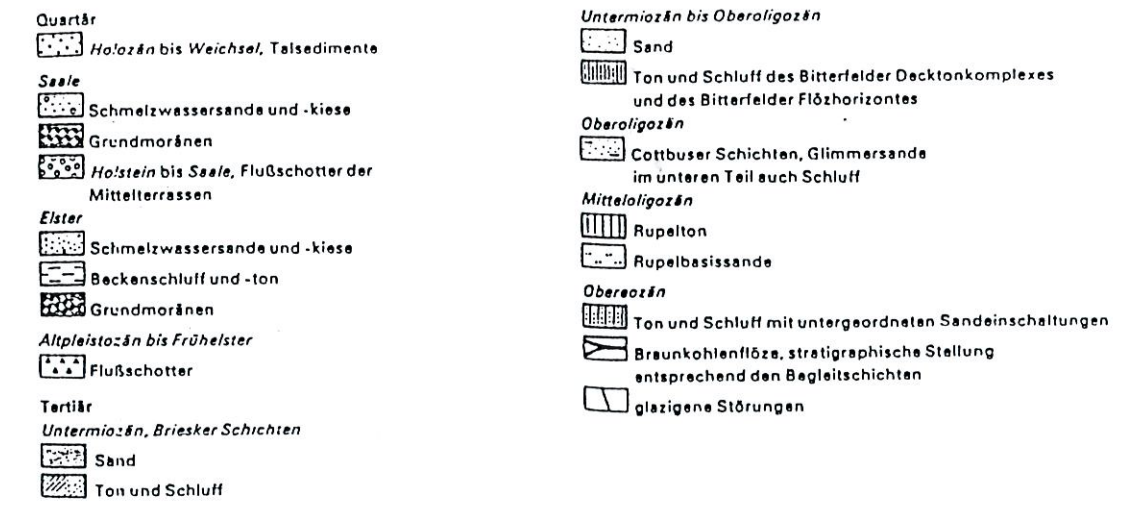 Quartär
Holozän bis Weichsel, Talsedimente
Saale
Schmelzwassersande und -kiese
Grundmoränen
Holstein bis Saale, Flußschotter der
Mittelterrassen
Elster
Schmelzwassersande und -kiese
Beckenschluff und -ton
Grundmoränen
Altpleistozän bis Frühelster
Flußschotter
Tertiär
Untermiozän, Briesker Schichten
Sand
Ton und Schluff
Untermiozän bis Oberoligozän
Sand
Ton und Schluff des Bitterfelder Decktonkomplexes
und des Bitterfelder Flözhorizontes
Oberoligozän
Cottbuser Schichten, Glimmersande
im unteren Teil auch Schluff
Mitteloligozän
Rupelton
Rupelbasissande
Obereozän
Ton und Schluff mit untergeordneten Sandeinschaltungen
Braunkohlenflöze, stratigraphische Stellung
entsprechend den Begleitschichten
glazigene Störungen